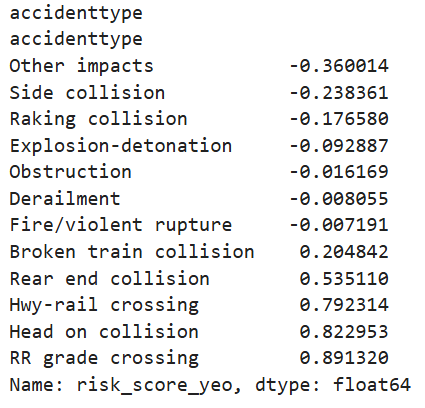 accidenttype
accidenttype
Other impacts -0.360014
Side collision -0.238361
Raking collision -0.176580
Explosion-detonation -0.092887
Obstruction -0.016169
Derailment -0.008055
Fire/violent rupture -0.007191
Broken train collision 0.204842
Rear end collision 0.535110
Hwy-rail crossing 0.792314
Head on collision 0.822953
RR grade crossing 0.891320
Name: risk_score_yeo, dtype: float64